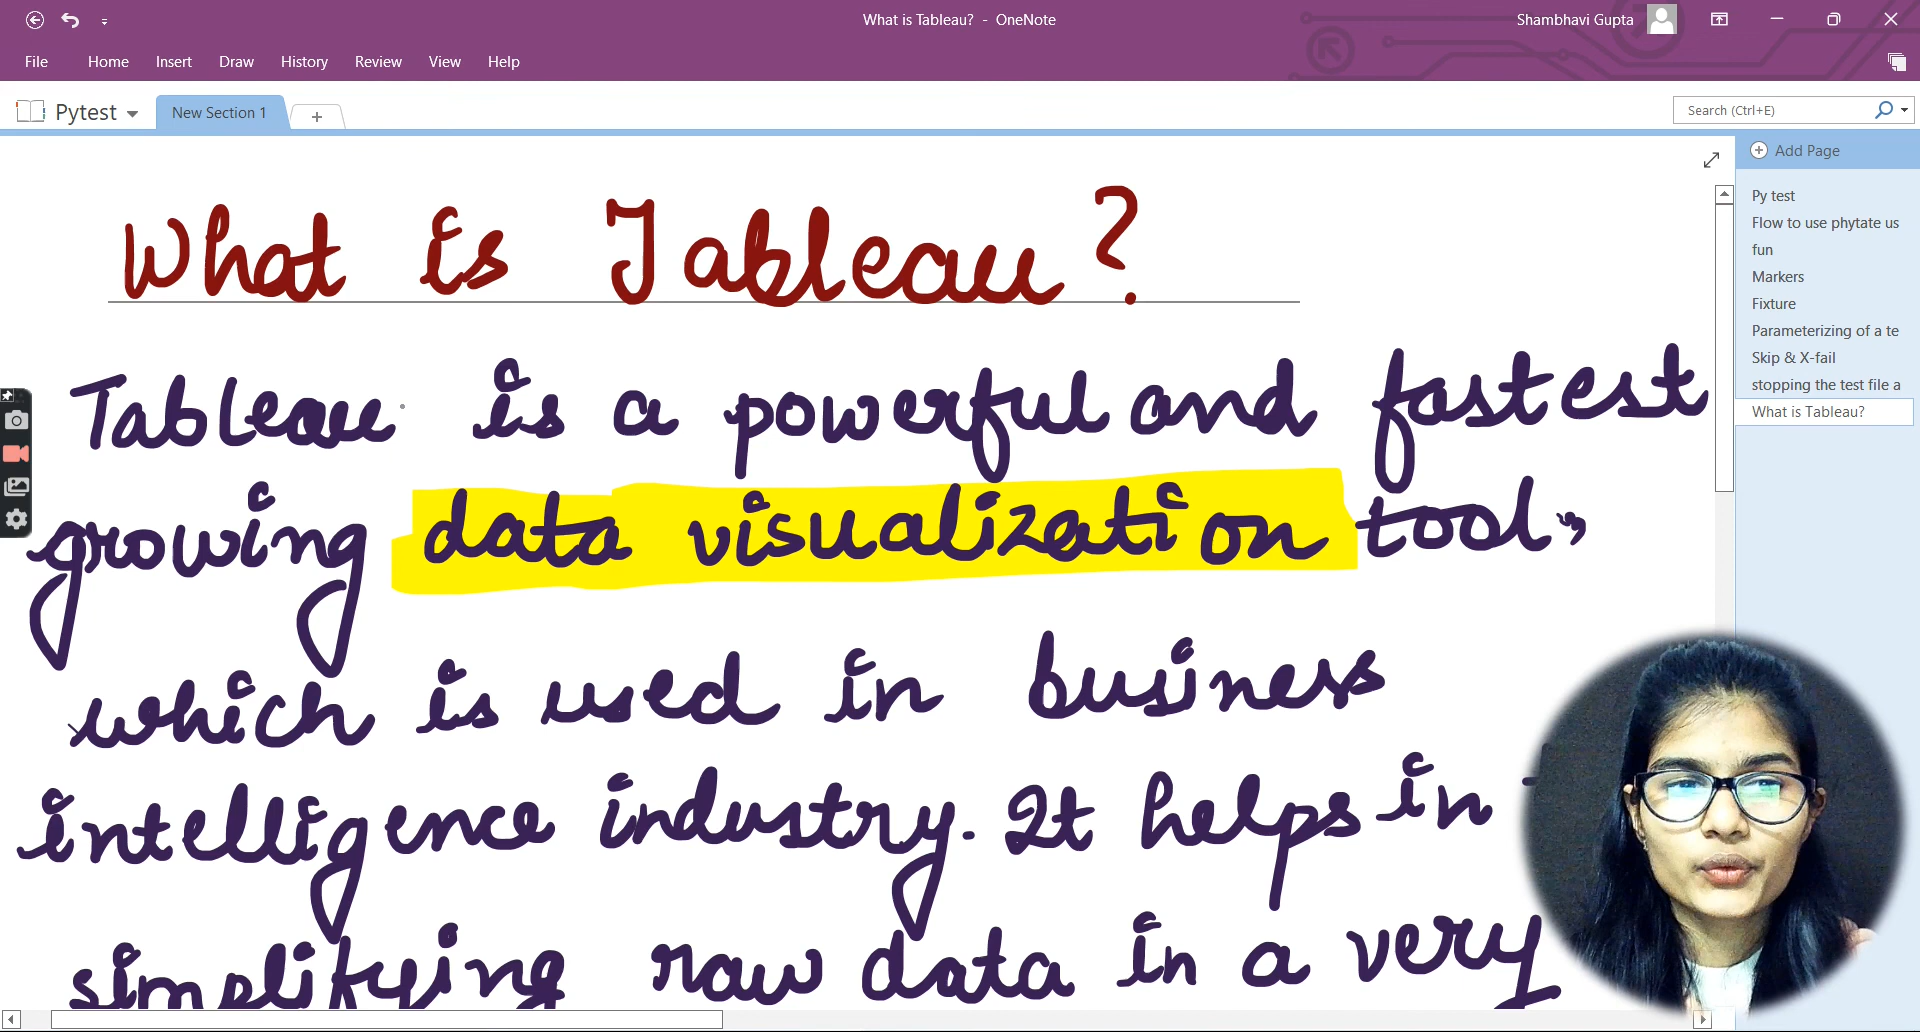 What is Tableau? - OneNote
Shambhavi Gupta
File Home Insert Draw History Review View Help
Pytest
New Section 1
+
Search (Ctrl+E)
Add Page
Py test
Flow to use phytate us
fun
Markers
Fixture
Parameterizing of a te
Skip & X-fail
stopping the test file a
What is Tableau?
What is Tableau?
Tableau is a powerful and fastest
growing data visualization tool,
which is used in business
intelligence industry. It helps in
simplifying raw data in a very